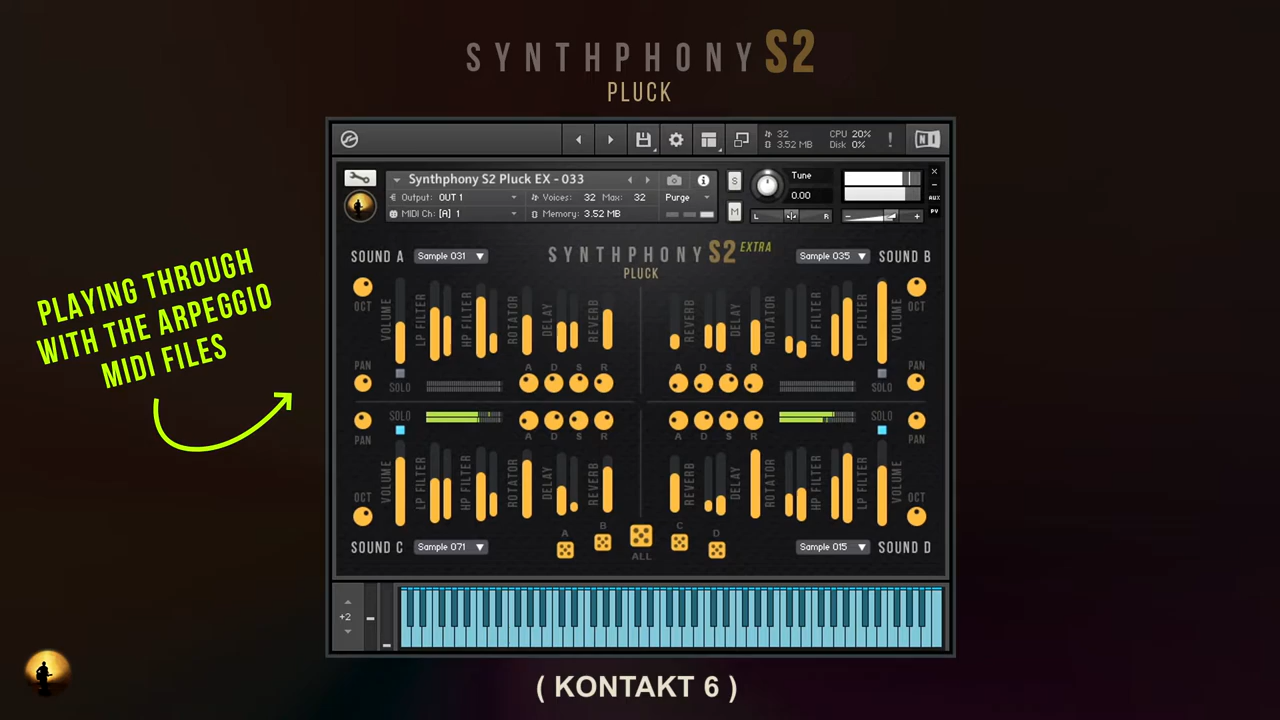 SYNTHPHONY S2
PLUCK
PLAYING THROUGH
WITH THE ARPEGGIO
MIDI FILES
32
3.52 MB
CPU 20%
Disk 0%
!
NI
Synthphony S2 Pluck EX - 033
Output: OUT 1
Voices: 32 Max: 32
Purge
MIDI Ch: [A] 1
Memory: 3.52 MB
S
M
Tune
0.00
L R
- +
AUX
PV
SYNTHPHONY S2 EXTRA
PLUCK
SOUND A Sample 031
Sample 035 SOUND B
OCT
VOLUME
LP FILTER
HP FILTER
ROTATOR
DELAY
REVERB
REVERB
DELAY
ROTATOR
HP FILTER
LP FILTER
VOLUME
OCT
PAN
A D S R
A D S R
PAN
SOLO
SOLO
SOLO
SOLO
PAN
A D S R
A D S R
PAN
OCT
VOLUME
LP FILTER
HP FILTER
ROTATOR
DELAY
REVERB
REVERB
DELAY
ROTATOR
HP FILTER
LP FILTER
VOLUME
OCT
A B C D
ALL
SOUND C Sample 071
Sample 015 SOUND D
+2
( KONTAKT 6 )